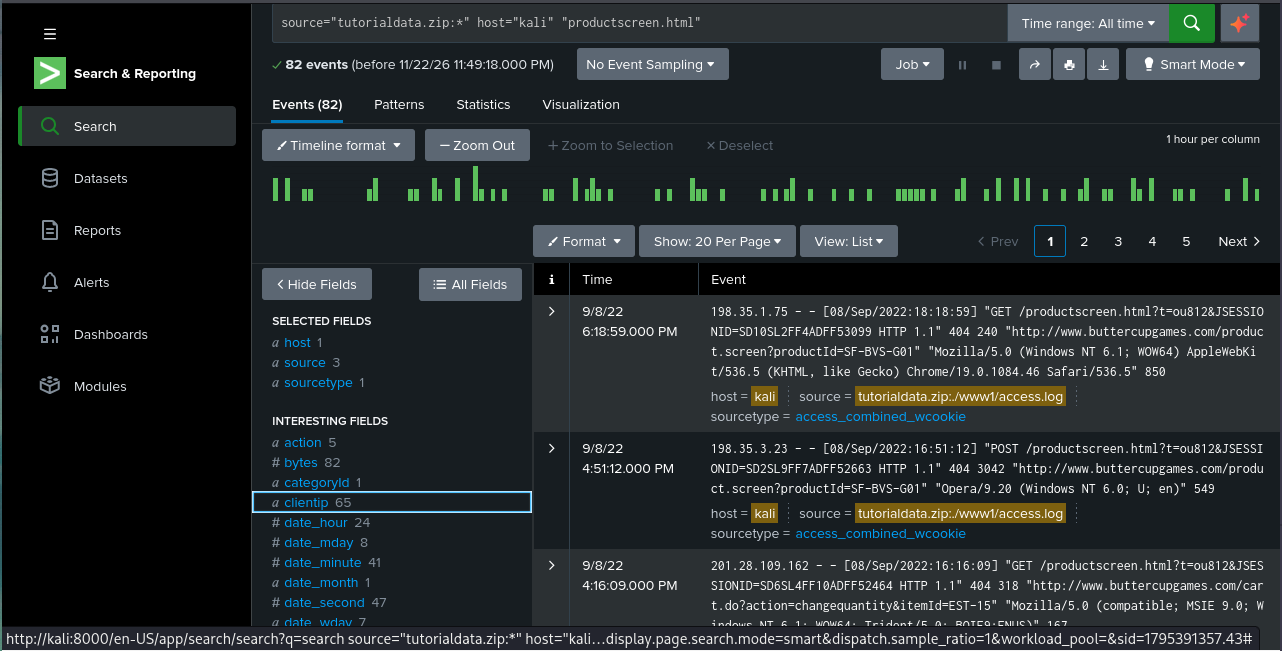 source="tutorialdata.zip:*" host="kali" "productscreen.html"
Time range: All time
82 events (before 11/22/26 11:49:18.000 PM)
No Event Sampling
Job
Smart Mode
Search & Reporting
Search
Datasets
Reports
Alerts
Dashboards
Modules
Events (82)
Patterns
Statistics
Visualization
Timeline format
Zoom Out
Zoom to Selection
Deselect
1 hour per column
Format
Show: 20 Per Page
View: List
Prev
1
2
3
4
5
Next
Hide Fields
All Fields
SELECTED FIELDS
a host 1
a source 3
a sourcetype 1
INTERESTING FIELDS
a action 5
# bytes 82
a categoryId 1
a clientip 65
# date_hour 24
# date_mday 8
# date_minute 41
a date_month 1
# date_second 47
a date_wday 7
i
Time
Event
9/8/22
6:18:59.000 PM
198.35.1.75 - - [08/Sep/2022:18:18:59] "GET /productscreen.html?t=ou812&JSESSIO
NID=SD10SL2FF4ADFF53099 HTTP 1.1" 404 240 "http://www.buttercupgames.com/produc
t.screen?productId=SF-BVS-G01" "Mozilla/5.0 (Windows NT 6.1; WOW64) AppleWebKi
t/536.5 (KHTML, like Gecko) Chrome/19.0.1084.46 Safari/536.5" 850
host = kali source = tutorialdata.zip:./www1/access.log
sourcetype = access_combined_wcookie
9/8/22
4:51:12.000 PM
198.35.3.23 - - [08/Sep/2022:16:51:12] "POST /productscreen.html?t=ou812&JSESSI
ONID=SD2SL9FF7ADFF52663 HTTP 1.1" 404 3042 "http://www.buttercupgames.com/produ
ct.screen?productId=SF-BVS-G01" "Opera/9.20 (Windows NT 6.0; U; en)" 549
host = kali source = tutorialdata.zip:./www1/access.log
sourcetype = access_combined_wcookie
9/8/22
4:16:09.000 PM
201.28.109.162 - - [08/Sep/2022:16:16:09] "GET /productscreen.html?t=ou812&JSES
SIONID=SD6SL4FF10ADFF52464 HTTP 1.1" 404 318 "http://www.buttercupgames.com/car
t.do?action=changequantity&itemId=EST-15" "Mozilla/5.0 (compatible; MSIE 9.0; W
indows NT 6.1; WOW64; Trident/5.0; BOIE9;ENUS)" 167
http://kali:8000/en-US/app/search/search?q=search source="tutorialdata.zip:*" host="kali…display.page.search.mode=smart&dispatch.sample_ratio=1&workload_pool=&sid=1795391357.43#